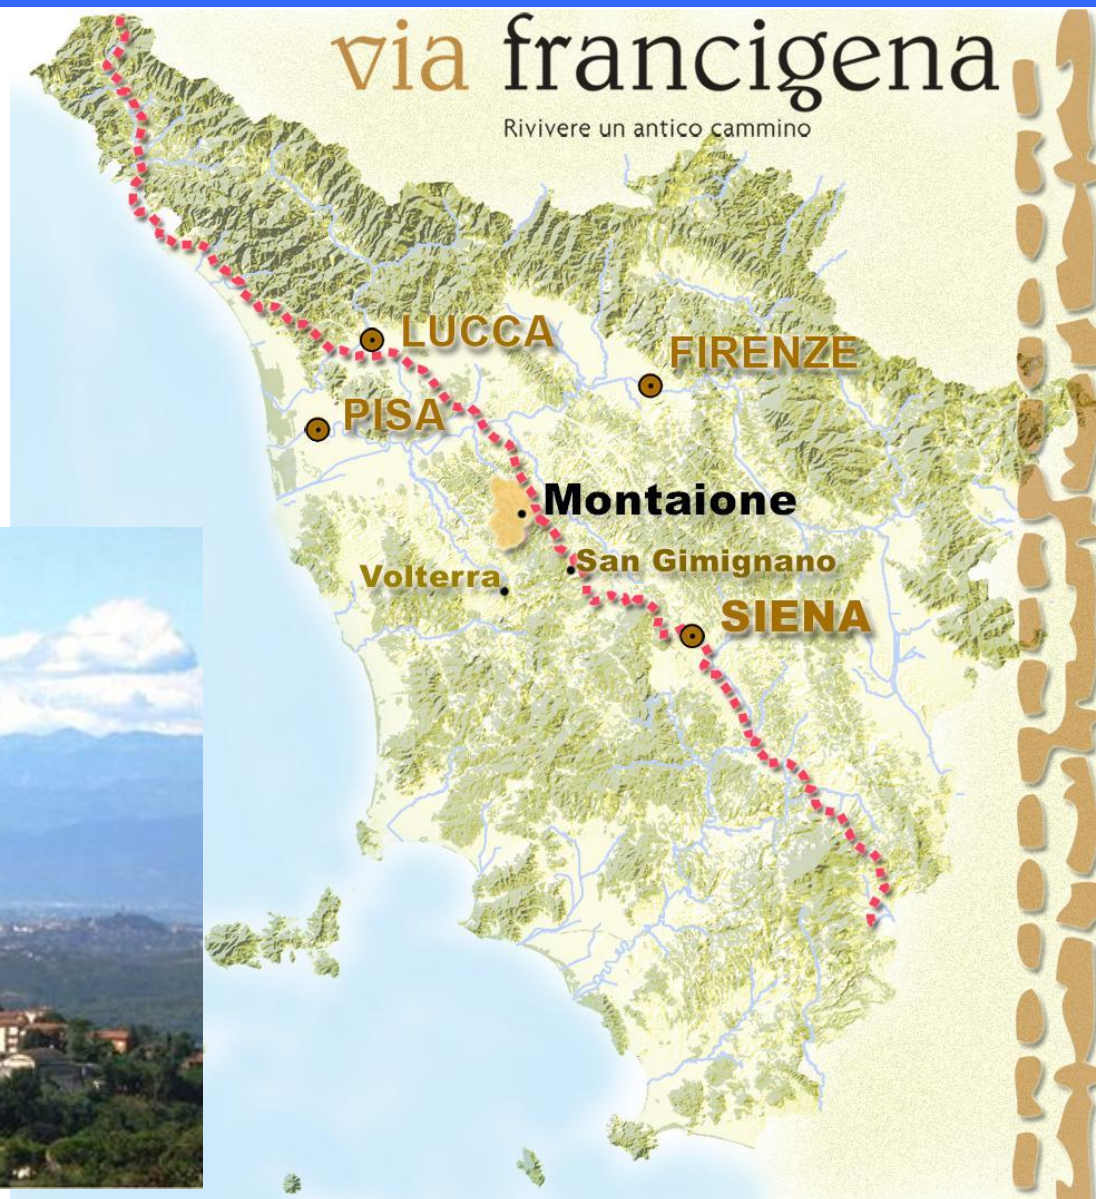 via francigena
Rivivere un antico cammino
LUCCA
FIRENZE
PISA
Montaione
San Gimignano
Volterra
SIENA